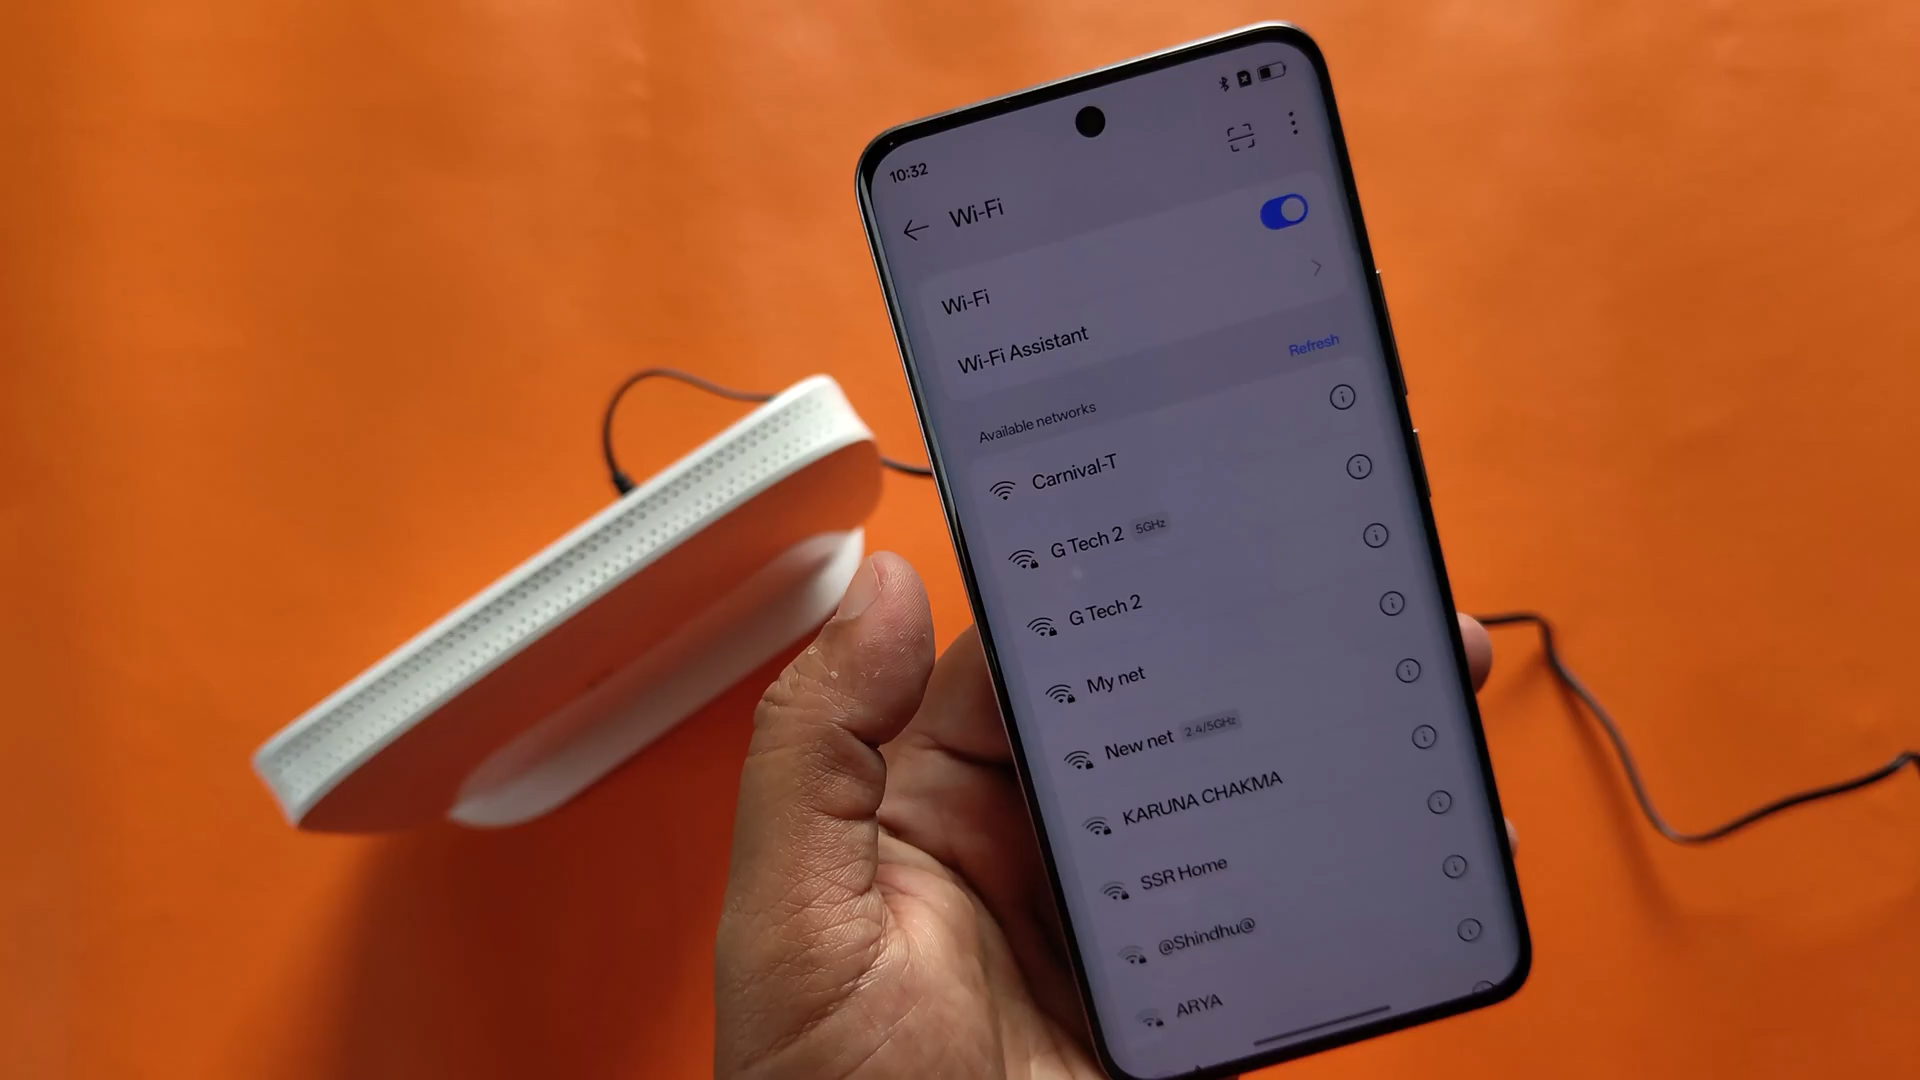 10:32
Wi-Fi
Wi-Fi
Wi-Fi Assistant
Available networks
Refresh
Carnival-T
G Tech 2 5GHz
G Tech 2
My net
New net 2.4/5GHz
KARUNA CHAKMA
SSR Home
@Shindhu@
ARYA